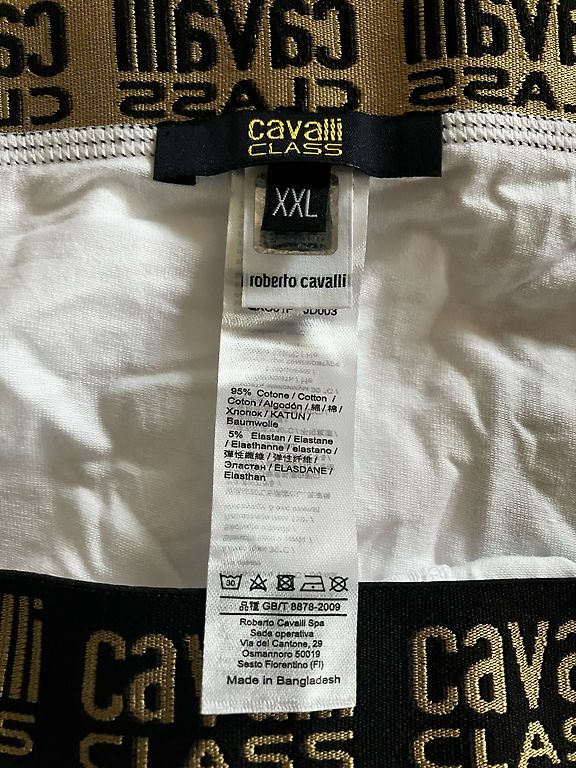 cavalli
CLASS
cavalli
CLASS
XXL
roberto cavalli
JD003
95% Cotone / Cotton /
Coton / Algodón / 綿 / 棉 /
Хлопок / KATUN /
Baumwolle
5% Elastan / Elastane
/ Elasthanne / elastano /
彈性纖維 / 弹性纤维 /
Эластан / ELASDANE /
Elasthan
30
品種 GB/T 8878-2009
Roberto Cavalli Spa
Sede operativa
Via del Cantone, 29
Osmannoro 50019
Sesto Fiorentino (FI)
Made in Bangladesh
cavalli
CLASS